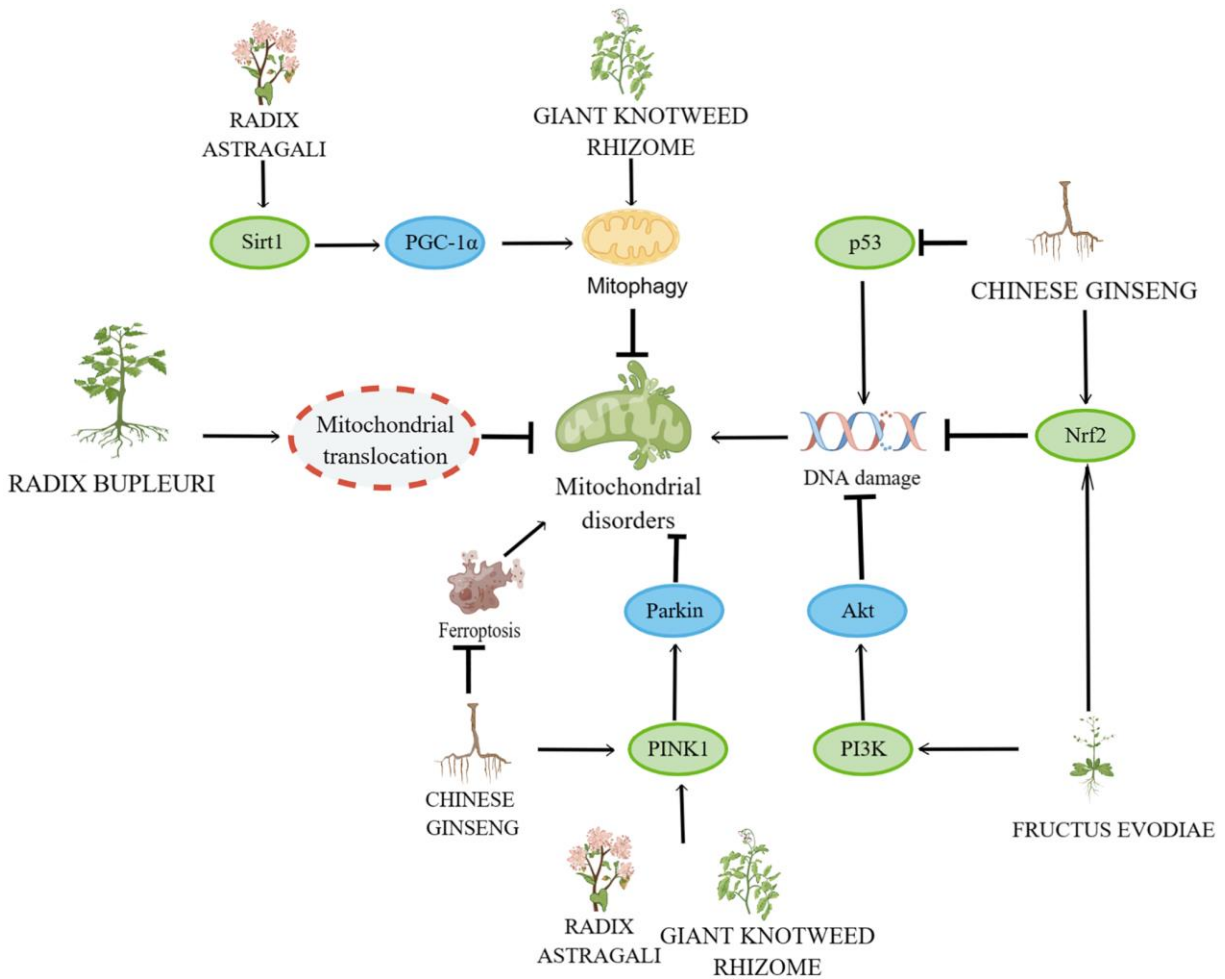 RADIX
ASTRAGALI
GIANT KNOTWEED
RHIZOME
Sirt1
PGC-1α
Mitophagy
p53
CHINESE GINSENG
RADIX BUPLEURI
Mitochondrial
translocation
Mitochondrial
disorders
DNA damage
Nrf2
Ferroptosis
Parkin
Akt
CHINESE
GINSENG
PINK1
PI3K
FRUCTUS EVODIAE
RADIX
ASTRAGALI
GIANT KNOTWEED
RHIZOME